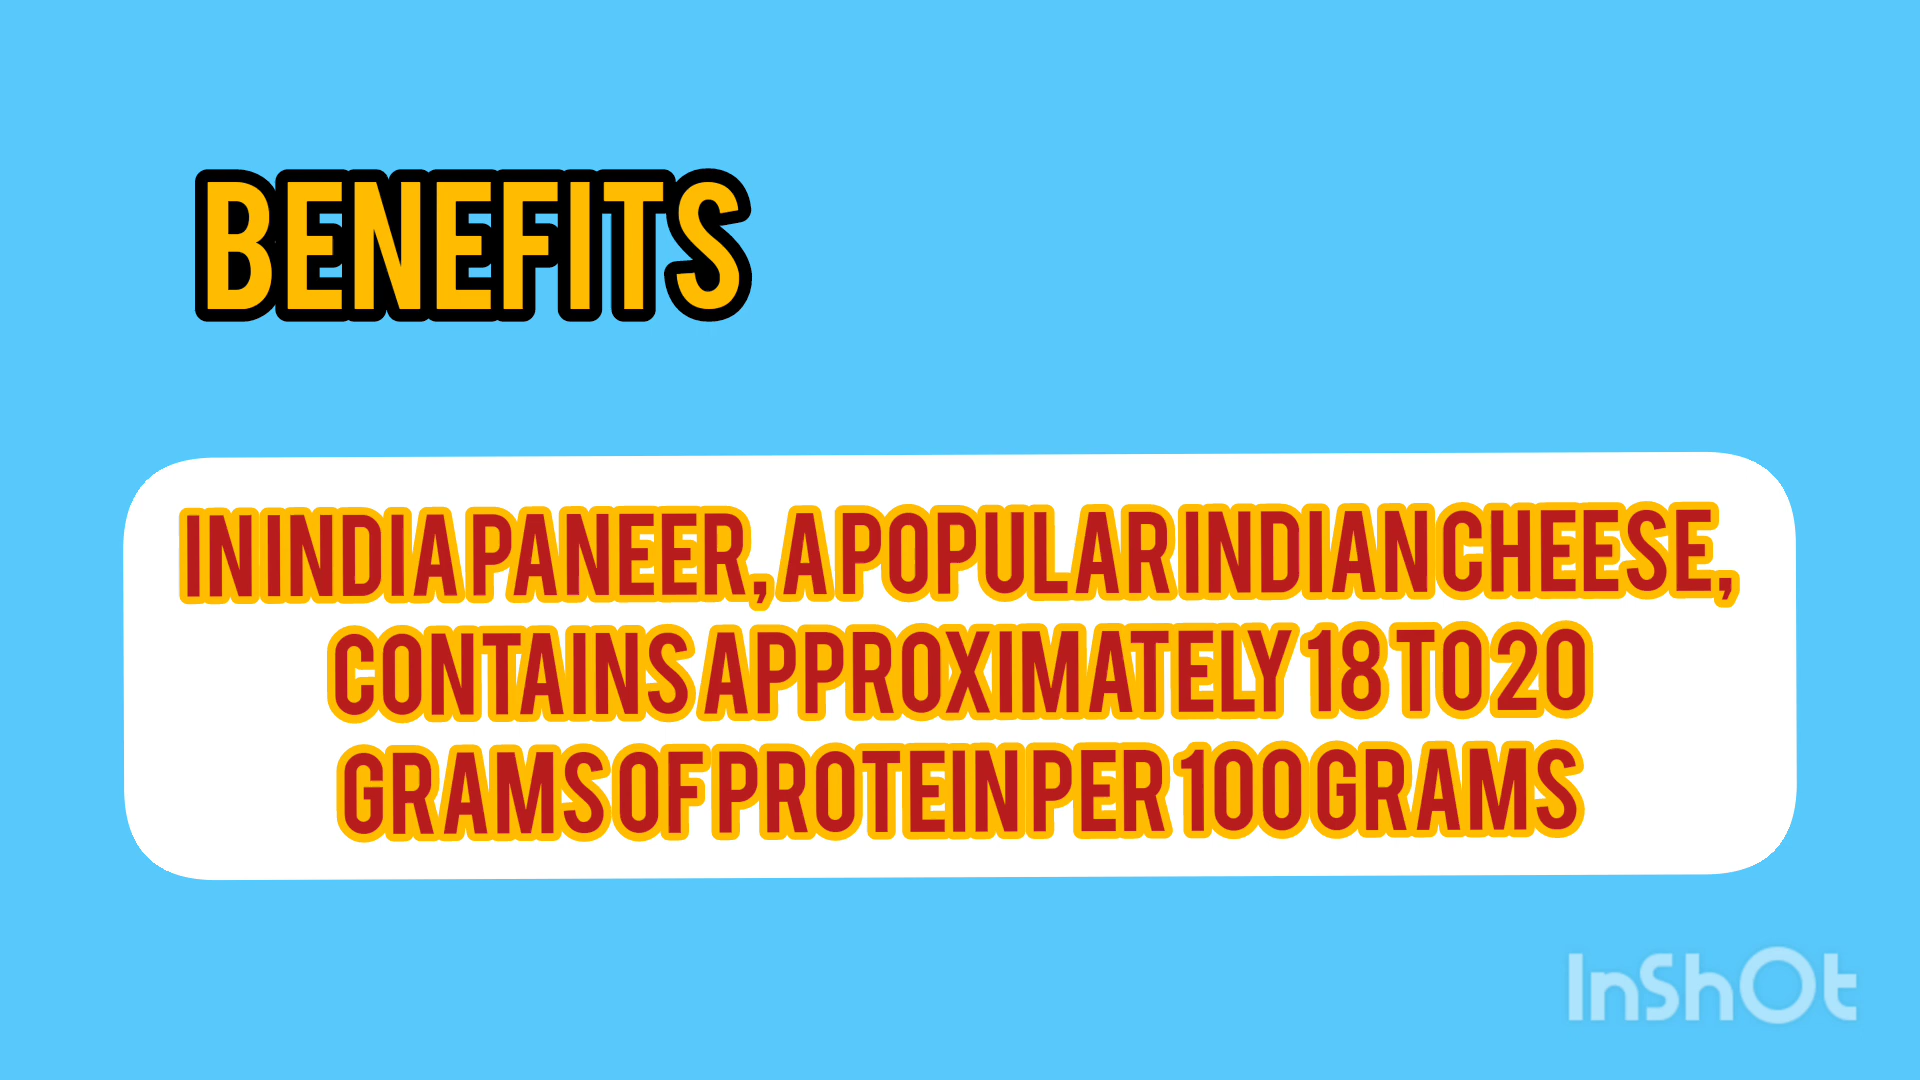 BENEFITS
IN INDIA PANEER, A POPULAR INDIAN CHEESE,
CONTAINS APPROXIMATELY 18 TO 20
GRAMS OF PROTEIN PER 100 GRAMS
InShOt